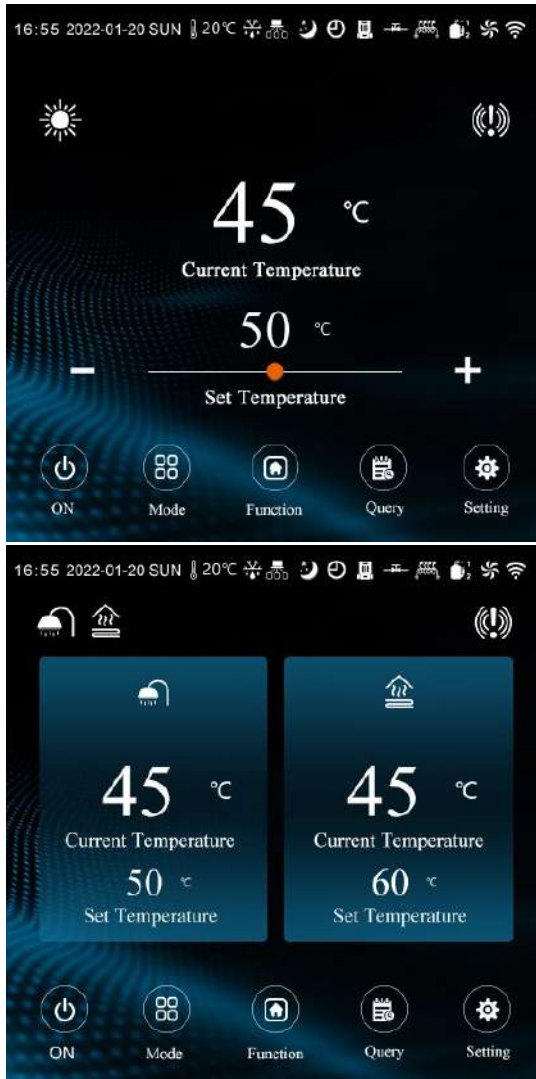 16:55 2022-01-20 SUN 20℃
45 ℃
Current Temperature
50 ℃
− +
Set Temperature
ON Mode Function Query Setting
16:55 2022-01-20 SUN 20℃
45 ℃ 45 ℃
Current Temperature Current Temperature
50 ℃ 60 ℃
Set Temperature Set Temperature
ON Mode Function Query Setting